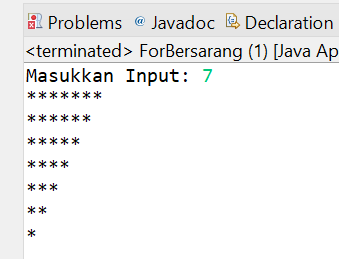 Problems @ Javadoc Declaration
<terminated> ForBersarang (1) [Java Ap
Masukkan Input: 7
*******
******
*****
****
***
**
*